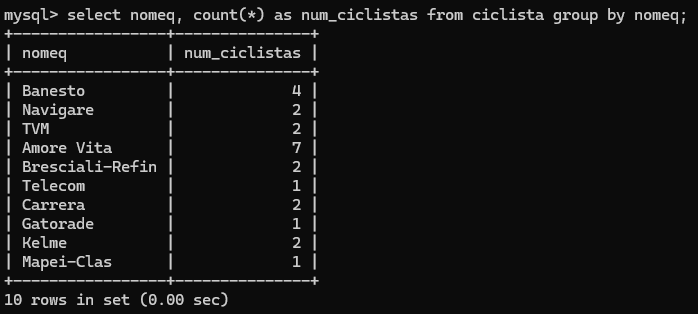 mysql> select nomeq, count(*) as num_ciclistas from ciclista group by nomeq;
+----------------+---------------+
| nomeq          | num_ciclistas |
+----------------+---------------+
| Banesto        |             4 |
| Navigare       |             2 |
| TVM            |             2 |
| Amore Vita     |             7 |
| Bresciali-Refin |             2 |
| Telecom        |             1 |
| Carrera        |             2 |
| Gatorade       |             1 |
| Kelme          |             2 |
| Mapei-Clas     |             1 |
+----------------+---------------+
10 rows in set (0.00 sec)